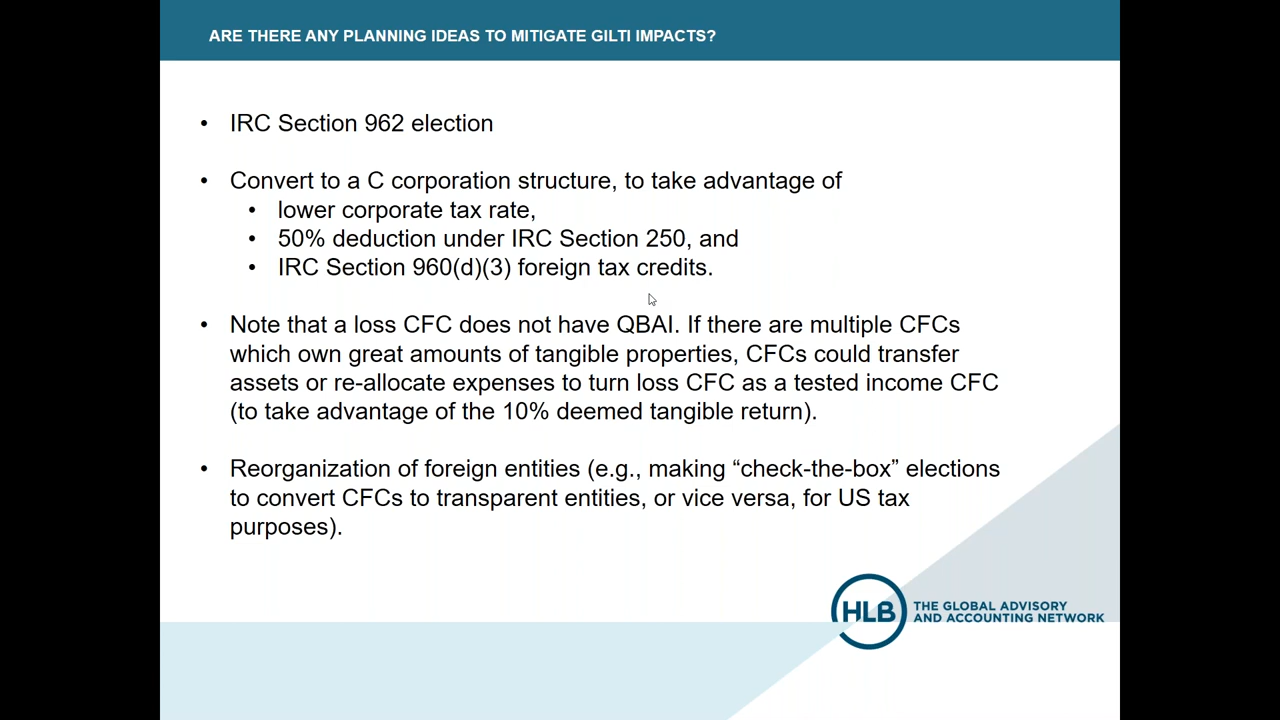 ARE THERE ANY PLANNING IDEAS TO MITIGATE GILTI IMPACTS?
• IRC Section 962 election
• Convert to a C corporation structure, to take advantage of
• lower corporate tax rate,
• 50% deduction under IRC Section 250, and
• IRC Section 960(d)(3) foreign tax credits.
• Note that a loss CFC does not have QBAI. If there are multiple CFCs
which own great amounts of tangible properties, CFCs could transfer
assets or re-allocate expenses to turn loss CFC as a tested income CFC
(to take advantage of the 10% deemed tangible return).
• Reorganization of foreign entities (e.g., making “check-the-box” elections
to convert CFCs to transparent entities, or vice versa, for US tax
purposes).
HLB
THE GLOBAL ADVISORY
AND ACCOUNTING NETWORK